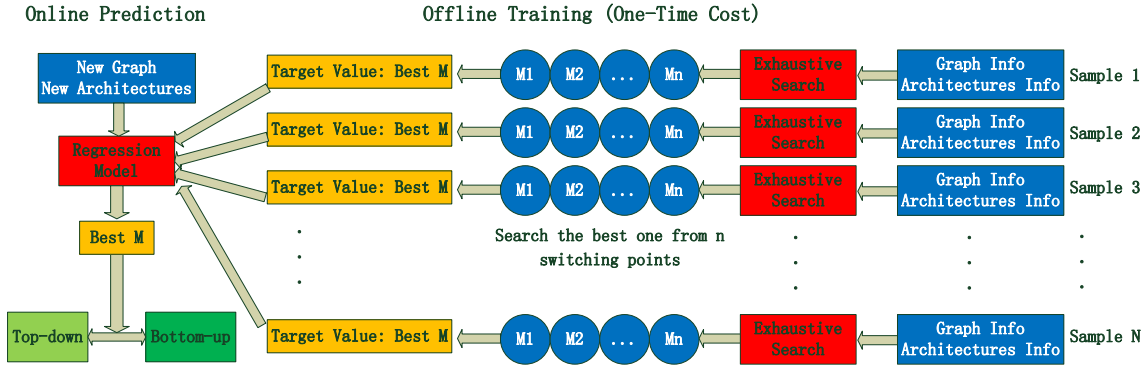 Online Prediction
Offline Training (One-Time Cost)
New Graph
New Architectures
Regression
Model
Best M
Top-down
Bottom-up
Target Value: Best M
M1
M2
...
Mn
Exhaustive
Search
Graph Info
Architectures Info
Sample 1
Target Value: Best M
M1
M2
...
Mn
Exhaustive
Search
Graph Info
Architectures Info
Sample 2
Target Value: Best M
M1
M2
...
Mn
Exhaustive
Search
Graph Info
Architectures Info
Sample 3
Search the best one from n
switching points
Target Value: Best M
M1
M2
...
Mn
Exhaustive
Search
Graph Info
Architectures Info
Sample N